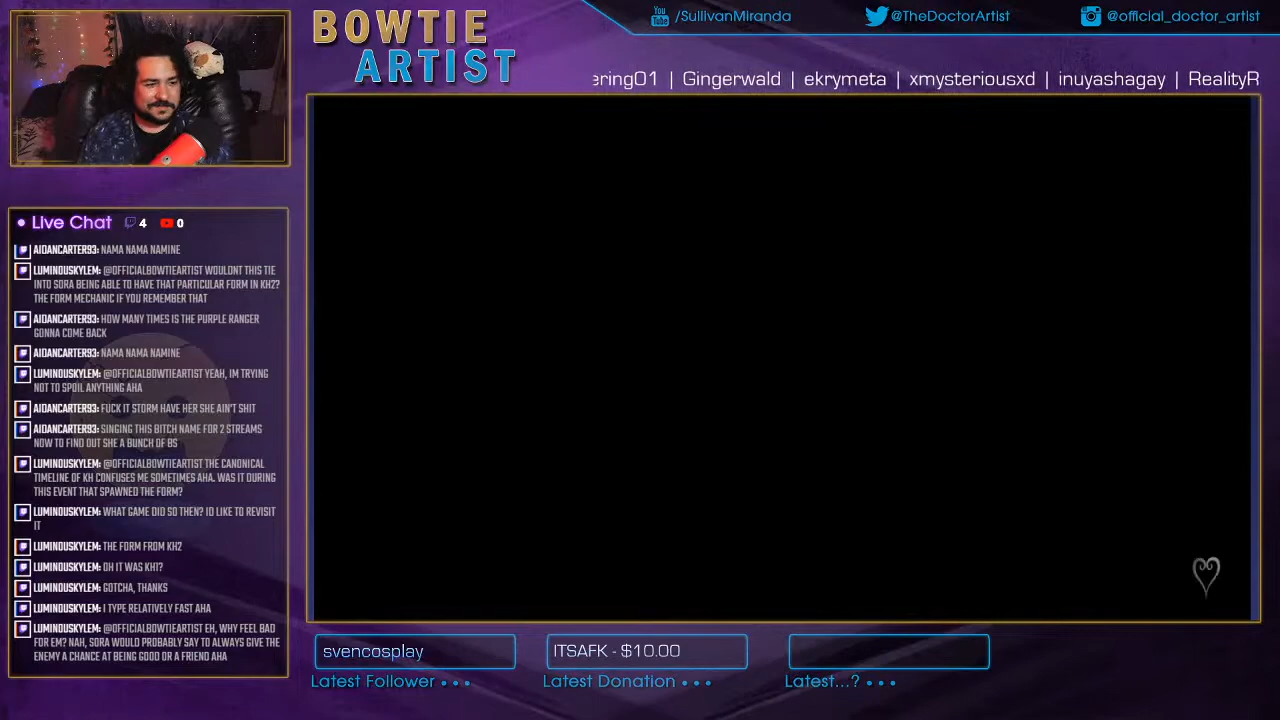 BOWTIE
ARTIST
/SullivanMiranda
@TheDoctorArtist
@official_doctor_artist
ering01 | Gingerwald | ekrymeta | xmysteriousxd | inuyashagay | RealityR
Live Chat 4 0
AIDANCARTER93: NAMA NAMA NAMINE
LUMINOUSKYLEM: @OFFICIALBOWTIEARTIST WOULDNT THIS TIE
INTO SORA BEING ABLE TO HAVE THAT PARTICULAR FORM IN KH2?
THE FORM MECHANIC IF YOU REMEMBER THAT
AIDANCARTER93: HOW MANY TIMES IS THE PURPLE RANGER
GONNA COME BACK
AIDANCARTER93: NAMA NAMA NAMINE
LUMINOUSKYLEM: @OFFICIALBOWTIEARTIST YEAH, IM TRYING
NOT TO SPOIL ANYTHING AHA
AIDANCARTER93: FUCK IT STORM HAVE HER SHE AIN'T SHIT
AIDANCARTER93: SINGING THIS BITCH NAME FOR 2 STREAMS
NOW TO FIND OUT SHE A BUNCH OF BS
LUMINOUSKYLEM: @OFFICIALBOWTIEARTIST THE CANONICAL
TIMELINE OF KH CONFUSES ME SOMETIMES AHA. WAS IT DURING
THIS EVENT THAT SPAWNED THE FORM?
LUMINOUSKYLEM: WHAT GAME DID SO THEN? ID LIKE TO REVISIT
IT
LUMINOUSKYLEM: THE FORM FROM KH2
LUMINOUSKYLEM: OH IT WAS KH1?
LUMINOUSKYLEM: GOTCHA, THANKS
LUMINOUSKYLEM: I TYPE RELATIVELY FAST AHA
LUMINOUSKYLEM: @OFFICIALBOWTIEARTIST EH, WHY FEEL BAD
FOR EM? NAH, SORA WOULD PROBABLY SAY TO ALWAYS GIVE THE
ENEMY A CHANCE AT BEING GOOD OR A FRIEND AHA
svencosplay
Latest Follower • • •
ITSAFK - $10.00
Latest Donation • • •
Latest...? • • •